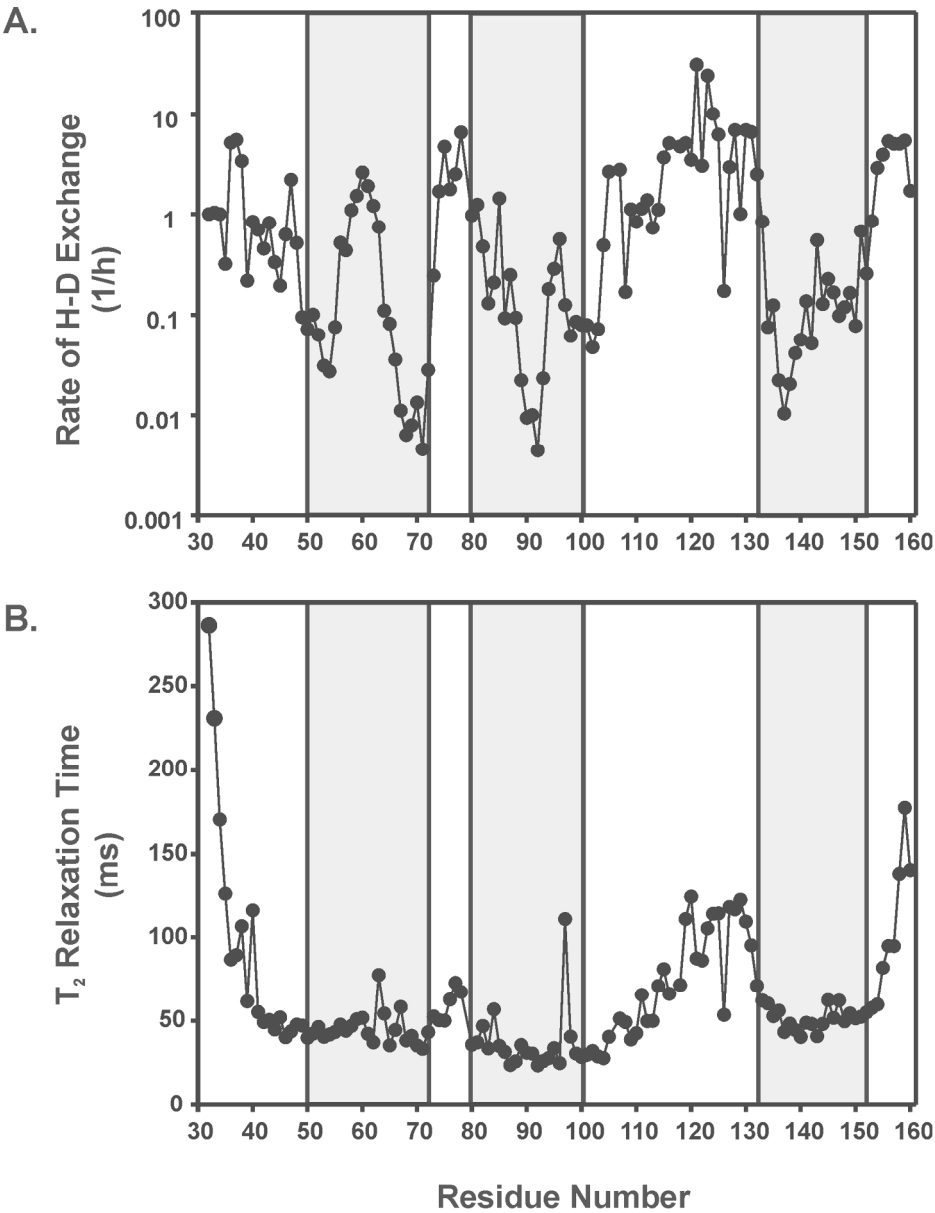 A.
Rate of H-D Exchange
(1/h)
100
10
1
0.1
0.01
0.001
30 40 50 60 70 80 90 100 110 120 130 140 150 160
B.
T2 Relaxation Time
(ms)
300
250
200
150
100
50
0
30 40 50 60 70 80 90 100 110 120 130 140 150 160
Residue Number